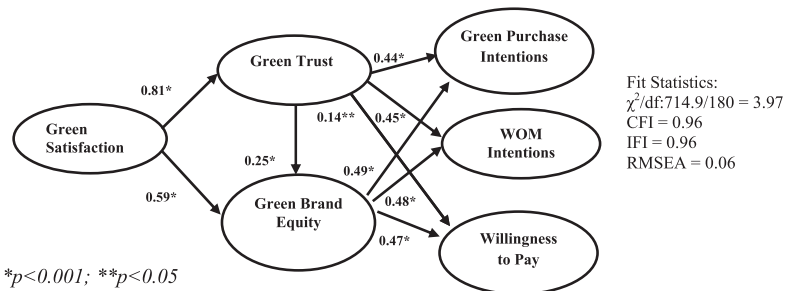 Green Purchase
Intentions
Green Trust
0.44*
0.81*
Fit Statistics:
χ²/df:714.9/180 = 3.97
CFI = 0.96
IFI = 0.96
RMSEA = 0.06
0.14**
0.45*
Green
Satisfaction
WOM
Intentions
0.25*
0.49*
0.59*
Green Brand
Equity
0.48*
0.47*
Willingness
to Pay
*p<0.001; **p<0.05